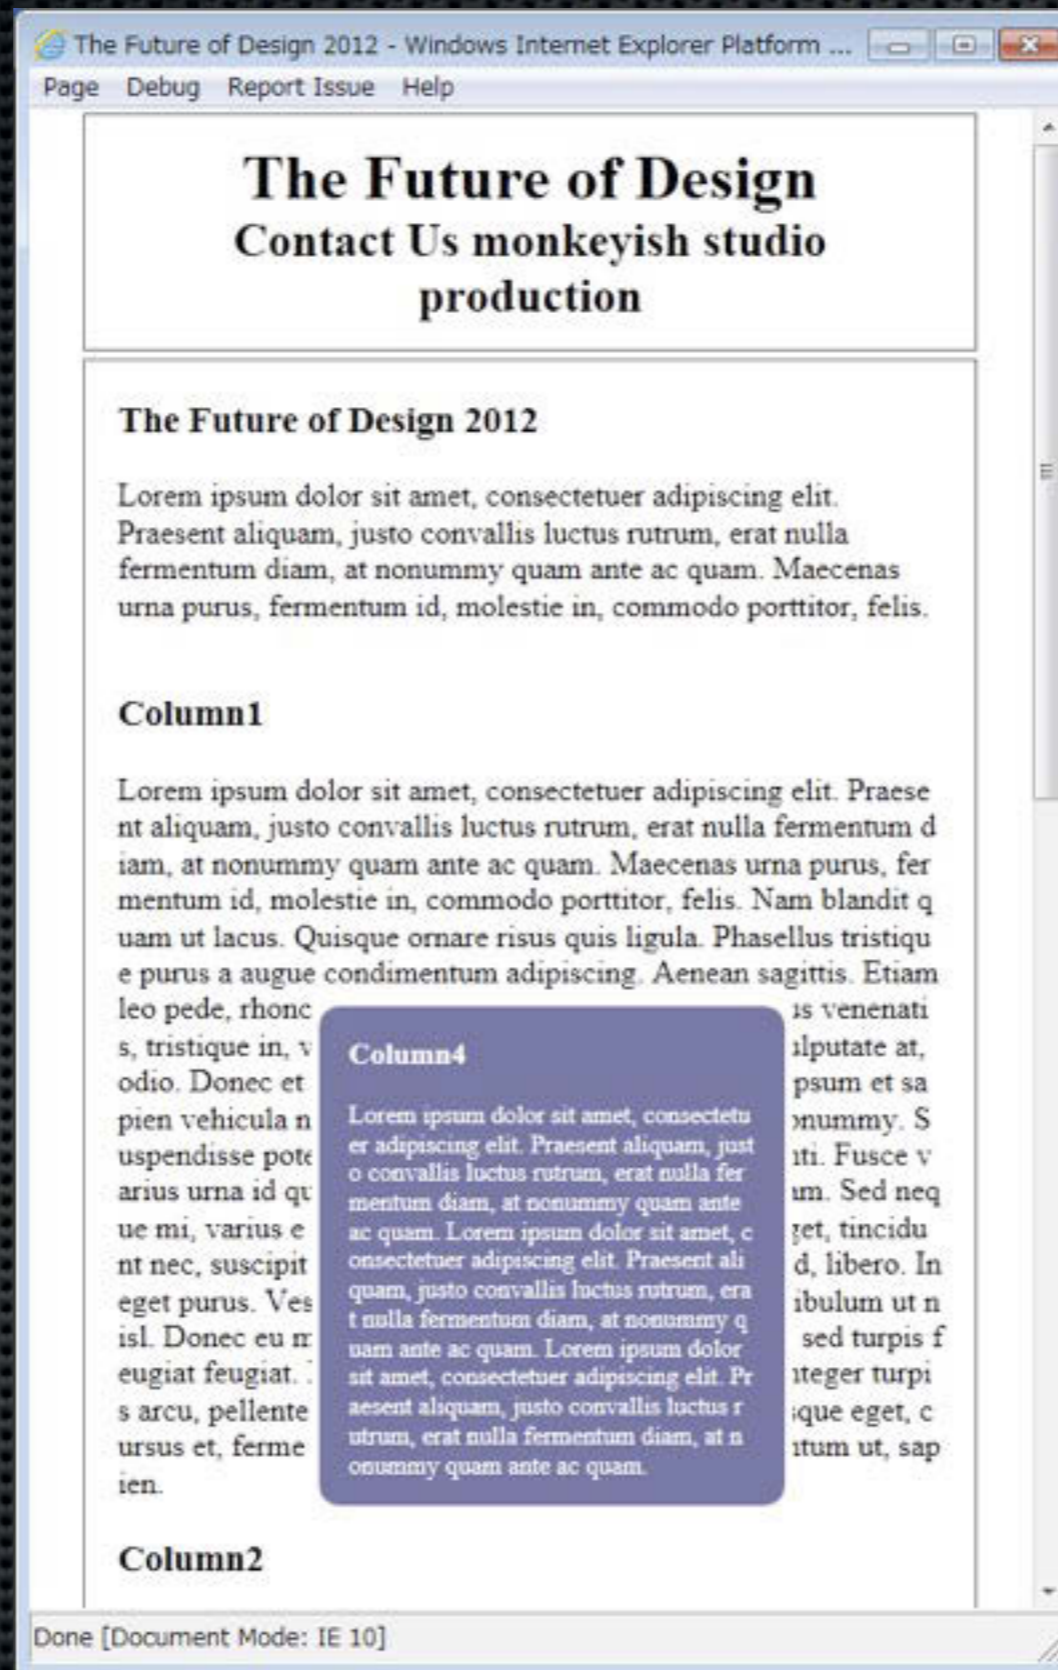 The Future of Design 2012 - Windows Internet Explorer Platform ...
Page Debug Report Issue Help
The Future of Design
Contact Us monkeyish studio
production
The Future of Design 2012
Lorem ipsum dolor sit amet, consectetuer adipiscing elit.
Praesent aliquam, justo convallis luctus rutrum, erat nulla
fermentum diam, at nonummy quam ante ac quam. Maecenas
urna purus, fermentum id, molestie in, commodo porttitor, felis.
Column1
Lorem ipsum dolor sit amet, consectetuer adipiscing elit. Praese
nt aliquam, justo convallis luctus rutrum, erat nulla fermentum d
iam, at nonummy quam ante ac quam. Maecenas urna purus, fer
mentum id, molestie in, commodo porttitor, felis. Nam blandit q
uam ut lacus. Quisque ornare risus quis ligula. Phasellus tristiqu
e purus a augue condimentum adipiscing. Aenean sagittis. Etiam
leo pede, rhonc venenati
s, tristique in, v lputate at,
odio. Donec et psum et sa
pien vehicula n nummy. S
uspendisse pote ti. Fusce v
arius urna id qu m. Sed neq
ue mi, varius e get, tincidu
nt nec, suscipit d, libero. In
eget purus. Ves ibulum ut n
isl. Donec eu m sed turpis f
eugiat feugiat. teger turpi
s arcu, pellente que eget, c
ursus et, ferme tum ut, sap
ien.
Column4
Lorem ipsum dolor sit amet, consectetu
er adipiscing elit. Praesent aliquam, just
o convallis luctus rutrum, erat nulla fer
mentum diam, at nonummy quam ante
ac quam. Lorem ipsum dolor sit amet, c
onsectetuer adipiscing elit. Praesent ali
quam, justo convallis luctus rutrum, era
t nulla fermentum diam, at nonummy q
uam ante ac quam. Lorem ipsum dolor
sit amet, consectetuer adipiscing elit. Pr
aesent aliquam, justo convallis luctus r
utrum, erat nulla fermentum diam, at n
onummy quam ante ac quam.
Column2
Done [Document Mode: IE 10]